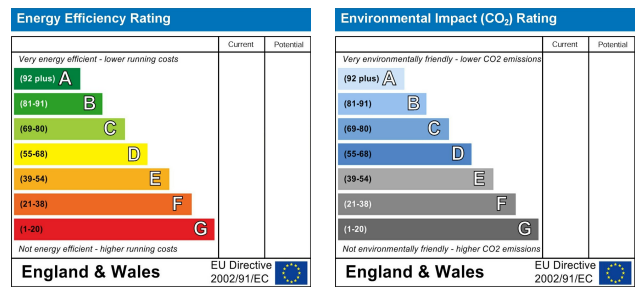 Energy Efficiency Rating
Current Potential
Very energy efficient - lower running costs
(92 plus) A
(81-91) B
(69-80) C
(55-68) D
(39-54) E
(21-38) F
(1-20) G
Not energy efficient - higher running costs
England & Wales
EU Directive
2002/91/EC
Environmental Impact (CO₂) Rating
Current Potential
Very environmentally friendly - lower CO2 emissions
(92 plus) A
(81-91) B
(69-80) C
(55-68) D
(39-54) E
(21-38) F
(1-20) G
Not environmentally friendly - higher CO2 emissions
England & Wales
EU Directive
2002/91/EC